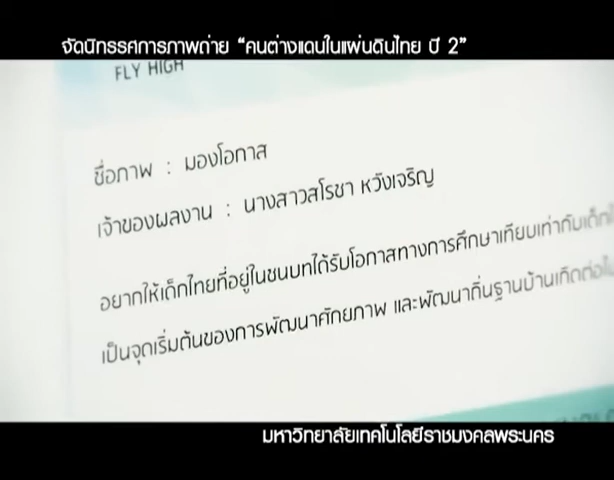 จัดนิทรรศการภาพถ่าย "คนต่างแดนในแผ่นดินไทย ปี 2"
FLY HIGH
ชื่อภาพ : มองโอกาส
เจ้าของผลงาน : นางสาวสโรชา หวังเจริญ
อยากให้เด็กไทยที่อยู่ในชนบทได้รับโอกาสทางการศึกษาเทียบเท่ากับเด็ก
เป็นจุดเริ่มต้นของการพัฒนาศักยภาพ และพัฒนาถิ่นฐานบ้านเกิดต่อ
มหาวิทยาลัยเทคโนโลยีราชมงคลพระนคร